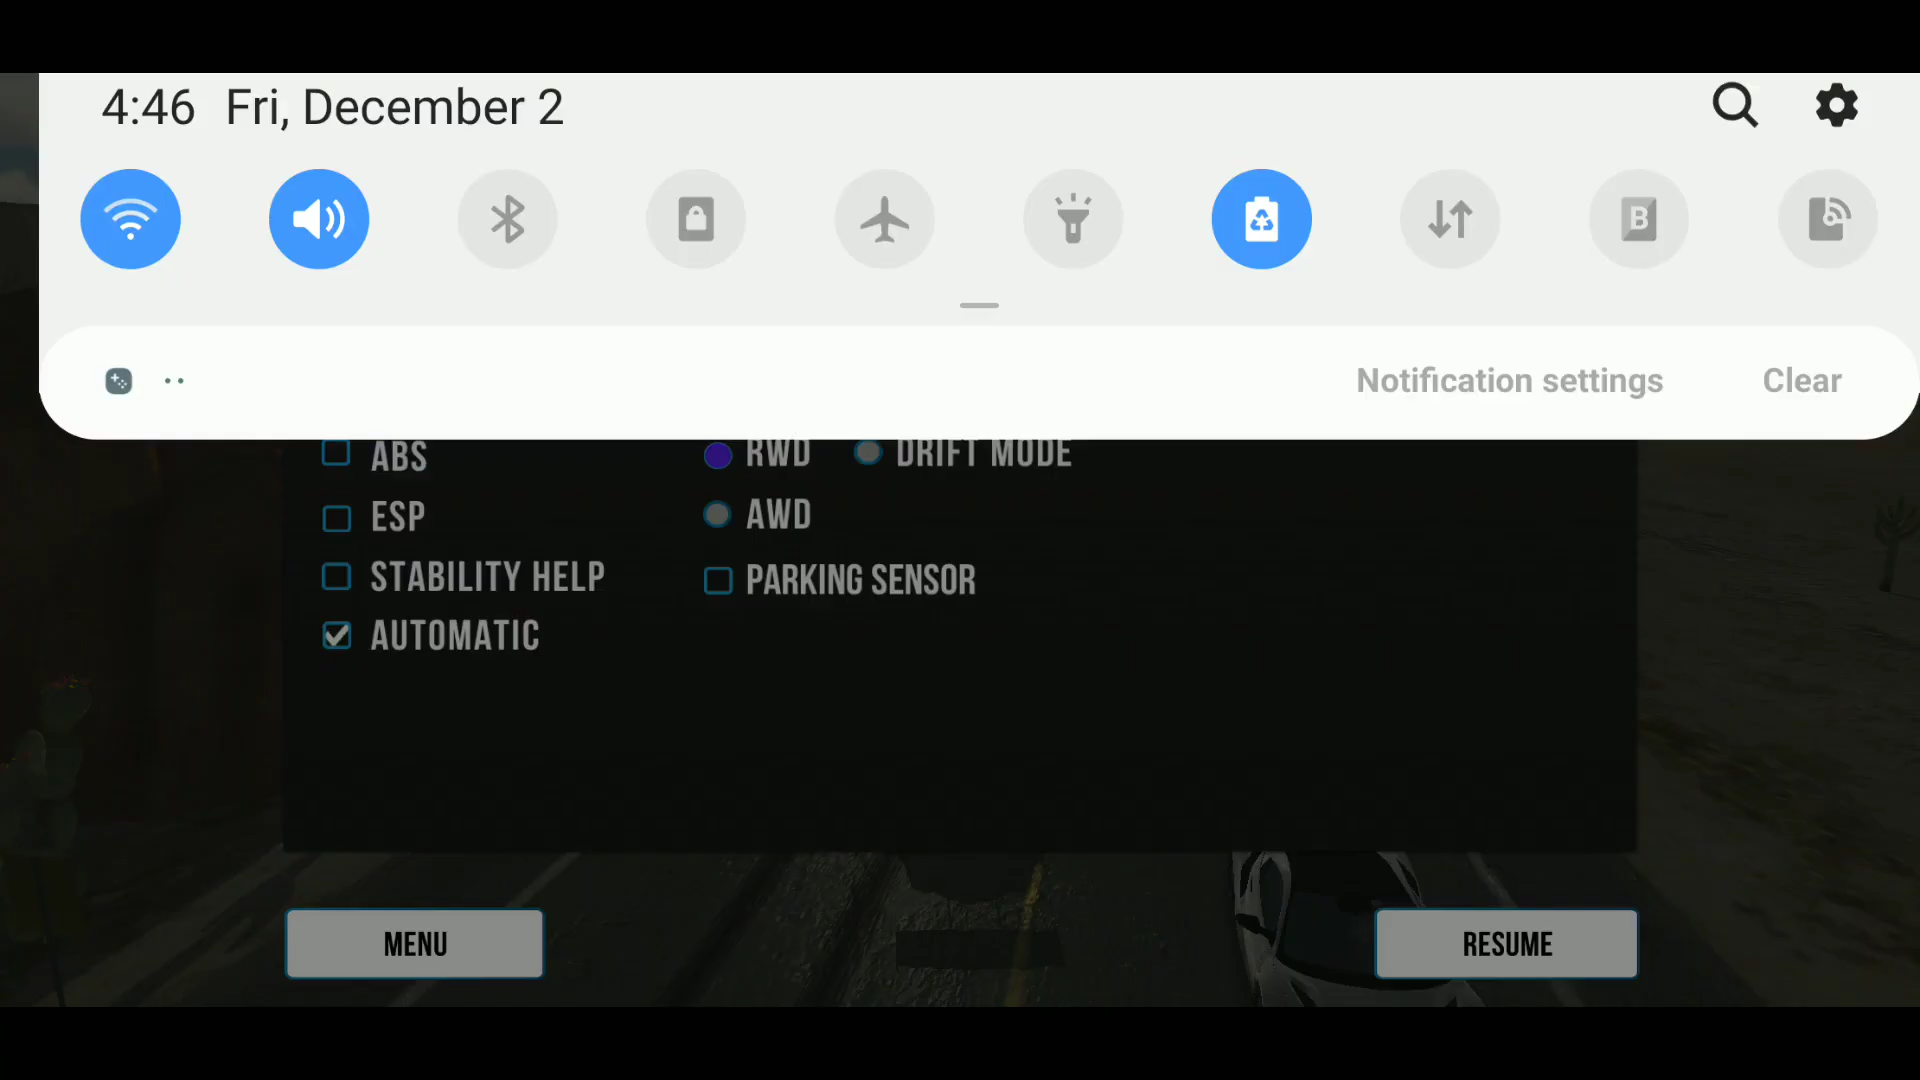 4:46 Fri, December 2
B
Notification settings Clear
ABS RWD DRIFT MODE
ESP AWD
STABILITY HELP PARKING SENSOR
AUTOMATIC
MENU RESUME